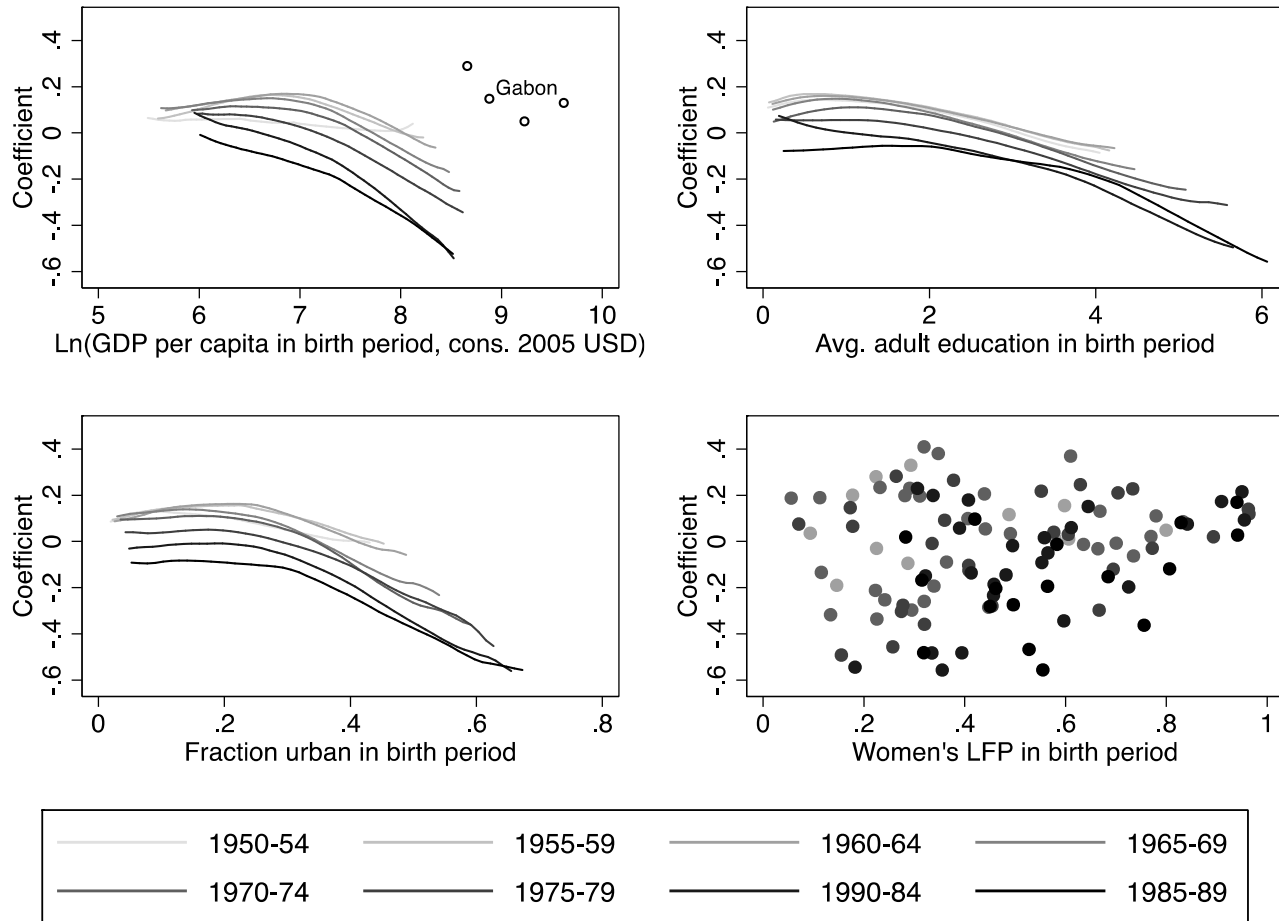 Coefficient
.4
.2
0
-.2
-.4
-.6
Gabon
5 6 7 8 9 10
Ln(GDP per capita in birth period, cons. 2005 USD)
Coefficient
.4
.2
0
-.2
-.4
-.6
0 2 4 6
Avg. adult education in birth period
Coefficient
.4
.2
0
-.2
-.4
-.6
0 .2 .4 .6 .8
Fraction urban in birth period
Coefficient
.4
.2
0
-.2
-.4
-.6
0 .2 .4 .6 .8 1
Women's LFP in birth period
1950-54 1955-59 1960-64 1965-69
1970-74 1975-79 1990-84 1985-89